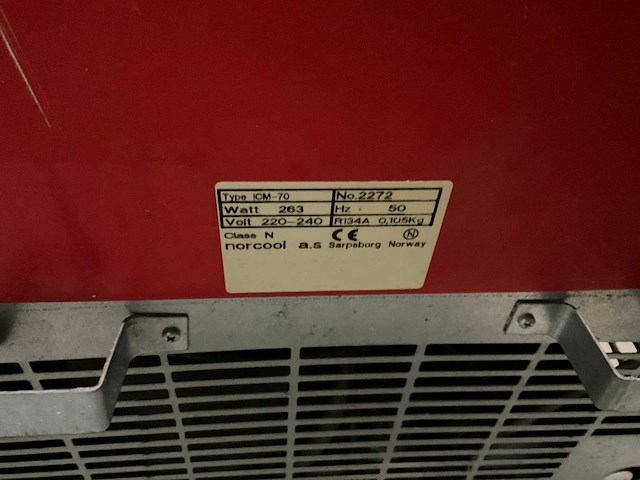 Type ICM-70 No.2272
Watt 263 Hz · 50
Volt 220-240 R134A 0,105Kg
Class N CE N
norcool a.s Sarpsborg Norway